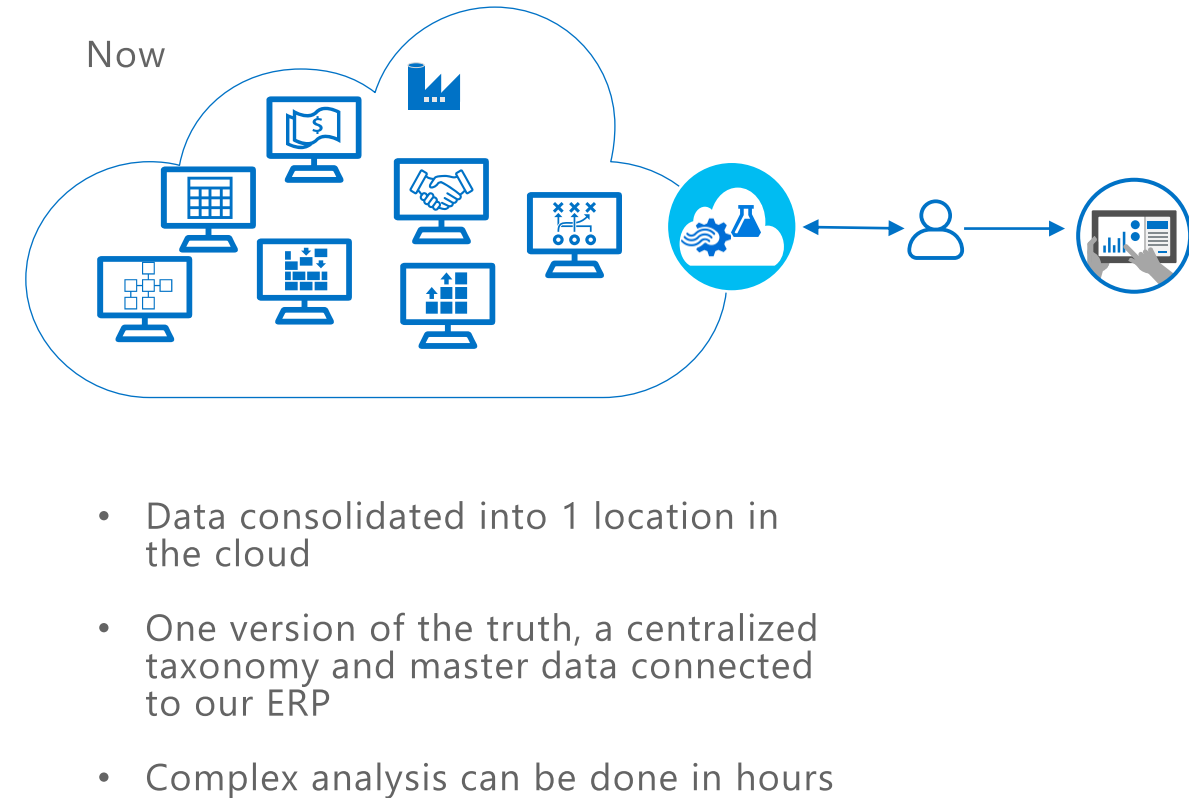 Now
$
• Data consolidated into 1 location in
the cloud
• One version of the truth, a centralized
taxonomy and master data connected
to our ERP
• Complex analysis can be done in hours